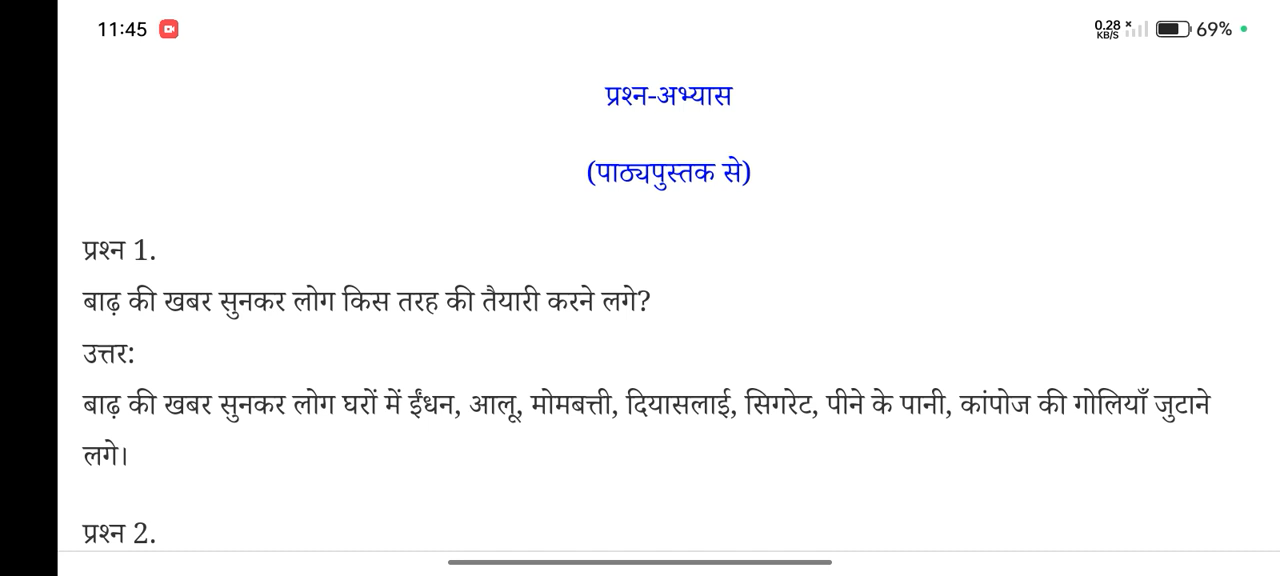 11:45
0.28 KB/S 69%
प्रश्न-अभ्यास
(पाठ्यपुस्तक से)
प्रश्न 1.
बाढ़ की खबर सुनकर लोग किस तरह की तैयारी करने लगे?
उत्तर:
बाढ़ की खबर सुनकर लोग घरों में ईंधन, आलू, मोमबत्ती, दियासलाई, सिगरेट, पीने के पानी, कांपोज की गोलियाँ जुटाने
लगे।
प्रश्न 2.